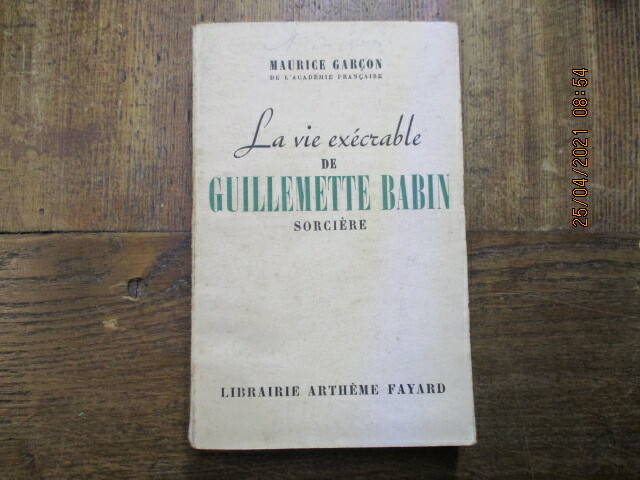 MAURICE GARÇON
DE L'ACADÉMIE FRANÇAISE
La vie exécrable
DE
GUILLEMETTE BABIN
SORCIÈRE
LIBRAIRIE ARTHÈME FAYARD
25/04/2021 08:54